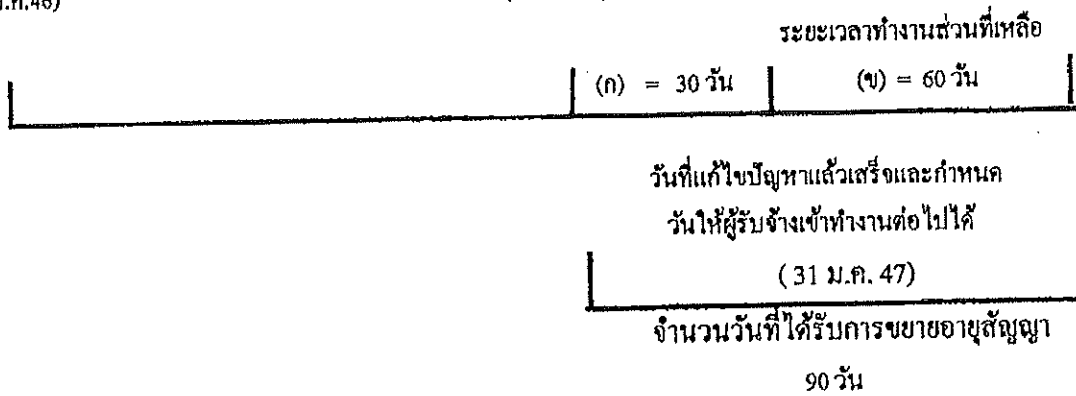 ระยะเวลาทำงานส่วนที่เหลือ
(ก) = 30 วัน (ข) = 60 วัน
วันที่แก้ไขปัญหาแล้วเสร็จและกำหนด
วันให้ผู้รับจ้างเข้าทำงานต่อไปได้
( 31 ม.ค. 47)
จำนวนวันที่ได้รับการขยายอายุสัญญา
90 วัน